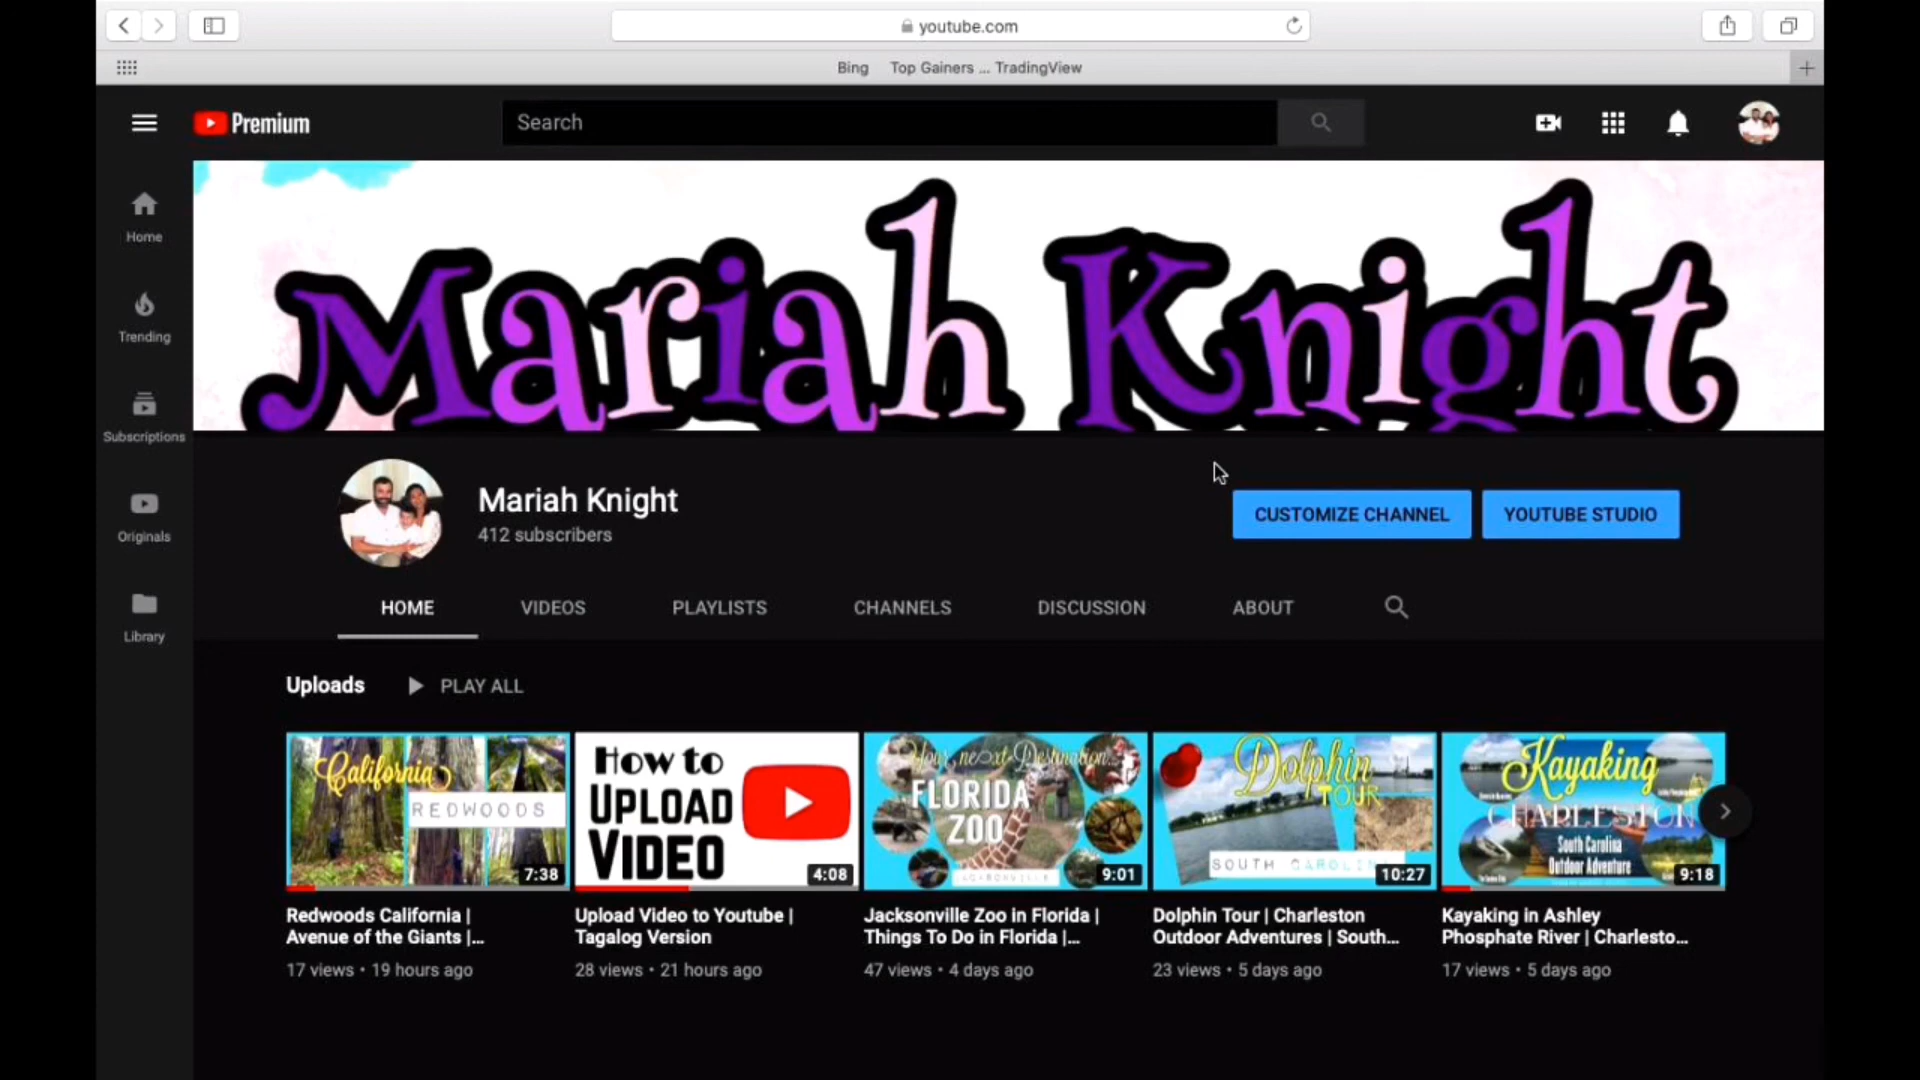 youtube.com
Bing Top Gainers ... TradingView
Premium
Search
Home
Trending
Subscriptions
Originals
Library
Mariah Knight
Mariah Knight
412 subscribers
CUSTOMIZE CHANNEL
YOUTUBE STUDIO
HOME VIDEOS PLAYLISTS CHANNELS DISCUSSION ABOUT
Uploads PLAY ALL
California
REDWOODS
7:38
How to
UPLOAD
VIDEO
4:08
Your next Destination...
FLORIDA
ZOO
JACKSONVILLE
9:01
Dolphin
TOUR
SOUTH CAROLINA
10:27
Kayaking
CHARLESTON
South Carolina
Outdoor Adventure
9:18
Redwoods California |
Avenue of the Giants |...
17 views • 19 hours ago
Upload Video to Youtube |
Tagalog Version
28 views • 21 hours ago
Jacksonville Zoo in Florida |
Things To Do in Florida |...
47 views • 4 days ago
Dolphin Tour | Charleston
Outdoor Adventures | South...
23 views • 5 days ago
Kayaking in Ashley
Phosphate River | Charlesto...
17 views • 5 days ago